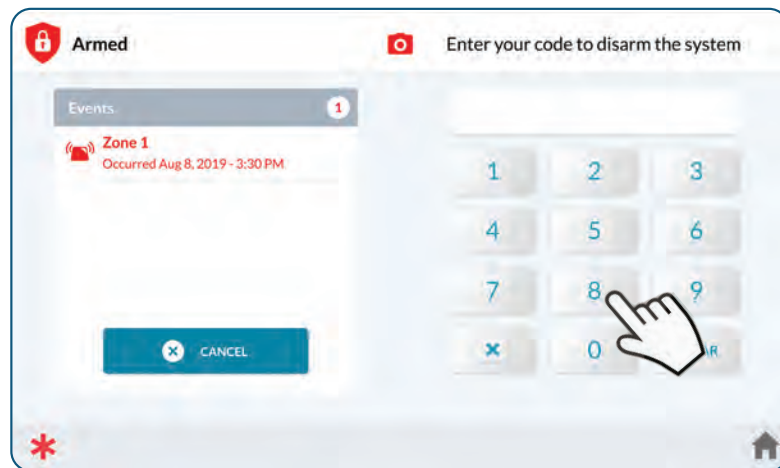 Armed
Enter your code to disarm the system
Events
1
Zone 1
Occurred Aug 8, 2019 - 3:30 PM
1 2 3
4 5 6
7 8 9
0
CANCEL